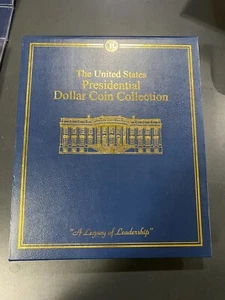 The United States
Presidential
Dollar Coin Collection
"A Legacy of Leadership"